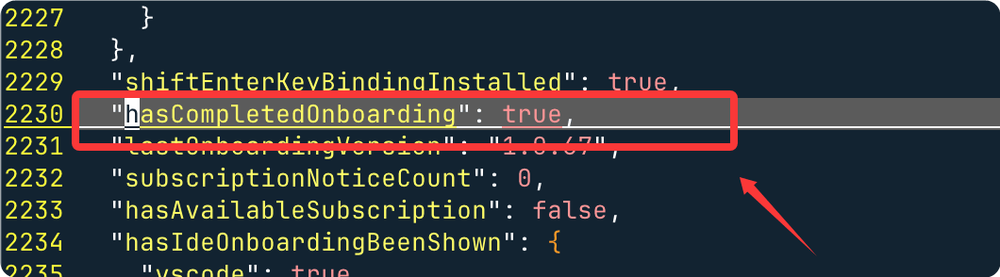 2227 }
2228 },
2229 "shiftEnterKeyBindingInstalled": true,
2230 "hasCompletedOnboarding": true,
2231 "lastOnboardingVersion": "1.0.67",
2232 "subscriptionNoticeCount": 0,
2233 "hasAvailableSubscription": false,
2234 "hasIdeOnboardingBeenShown": {
2235 "vscode": true